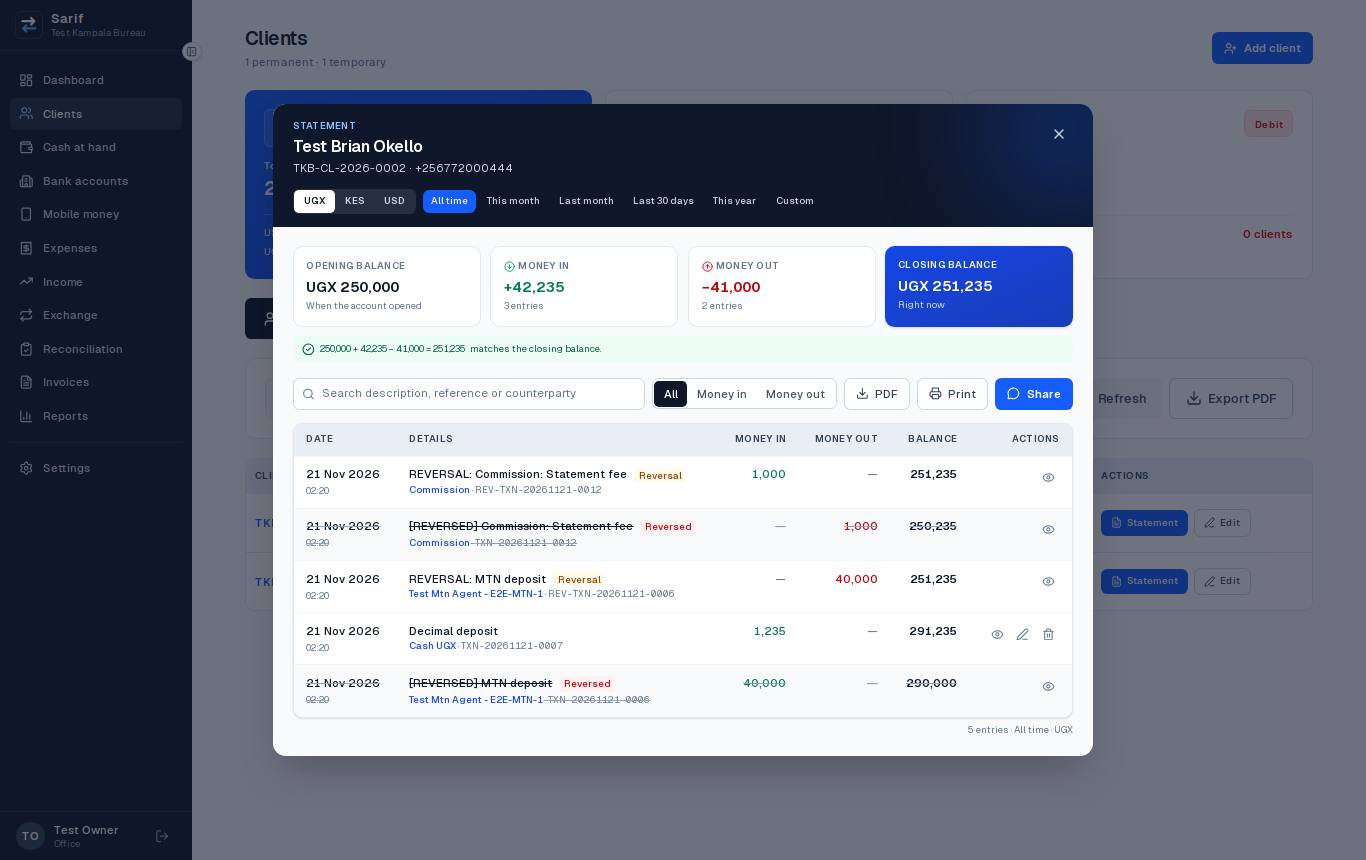 Sarif
Test Kampala Bureau
Dashboard
Clients
Cash at hand
Bank accounts
Mobile money
Expenses
Income
Exchange
Reconciliation
Invoices
Reports
Settings
TO
Test Owner
Office
Clients
1 permanent · 1 temporary
Add client
Debit
0 clients
Refresh
Export PDF
ACTIONS
Statement Edit
Statement Edit
STATEMENT
Test Brian Okello
TKB-CL-2026-0002 · +256772000444
UGX KES USD All time This month Last month Last 30 days This year Custom
OPENING BALANCE
UGX 250,000
When the account opened
MONEY IN
+42,235
3 entries
MONEY OUT
−41,000
2 entries
CLOSING BALANCE
UGX 251,235
Right now
250,000 + 42,235 − 41,000 = 251,235 matches the closing balance.
Search description, reference or counterparty
All Money in Money out
PDF
Print
Share
DATE DETAILS MONEY IN MONEY OUT BALANCE ACTIONS
21 Nov 2026 REVERSAL: Commission: Statement fee Reversal 1,000 — 251,235
02:20 Commission · REV-TXN-20261121-0012
21 Nov 2026 [REVERSED] Commission: Statement fee Reversed — 1,000 250,235
02:20 Commission · TXN-20261121-0012
21 Nov 2026 REVERSAL: MTN deposit Reversal — 40,000 251,235
02:20 Test Mtn Agent - E2E-MTN-1 · REV-TXN-20261121-0006
21 Nov 2026 Decimal deposit 1,235 — 291,235
02:20 Cash UGX · TXN-20261121-0007
21 Nov 2026 [REVERSED] MTN deposit Reversed 40,000 — 290,000
02:20 Test Mtn Agent - E2E-MTN-1 · TXN-20261121-0006
5 entries · All time · UGX